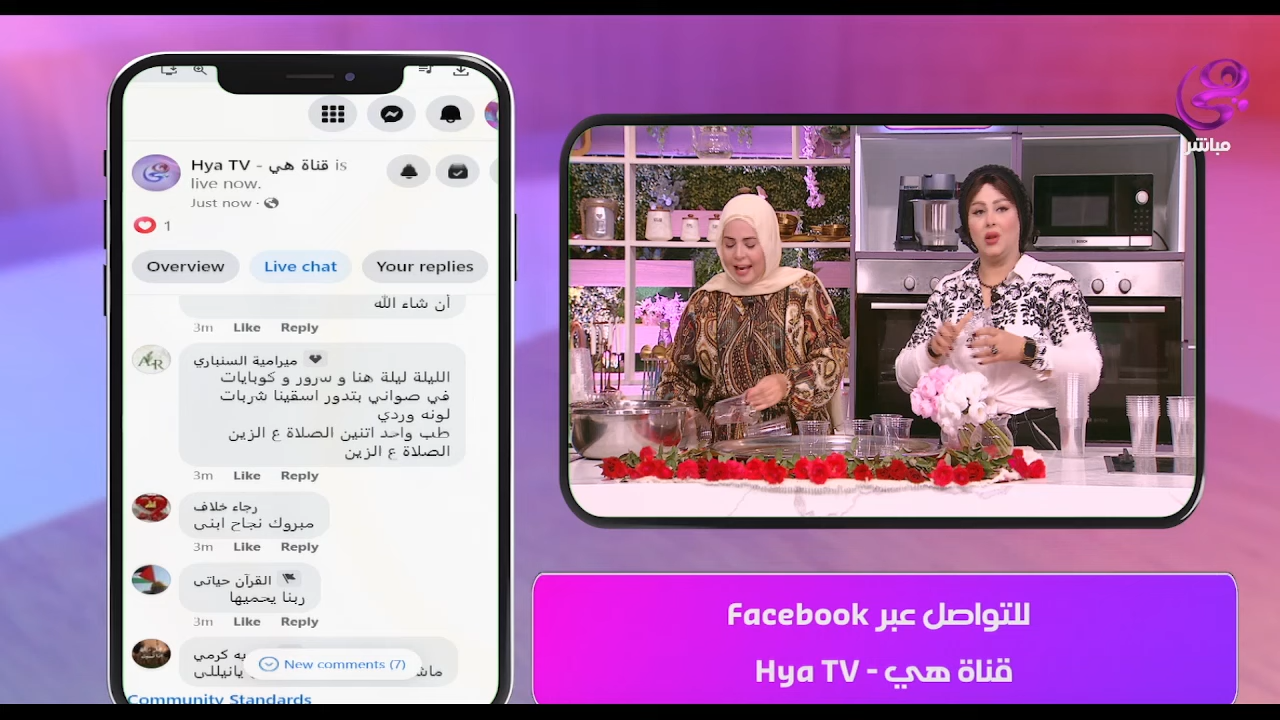 Hya TV - قناة هي is
live now.
Just now
1
Overview
Live chat
Your replies
أن شاء الله
3m Like Reply
ميرامية السنباري
الليلة ليلة هنا و سرور و كوبايات
في صواني بتدور اسقينا شربات
لونه وردي
طب واحد اتنين الصلاة ع الزين
الصلاة ع الزين
3m Like Reply
رجاء خلاف
مبروك نجاح ابنى
3m Like Reply
القرآن حياتى
ربنا يحميها
3m Like Reply
كرمي
New comments (7)
Community Standards
مباشر
BOSCH
للتواصل عبر Facebook
Hya TV - قناة هي